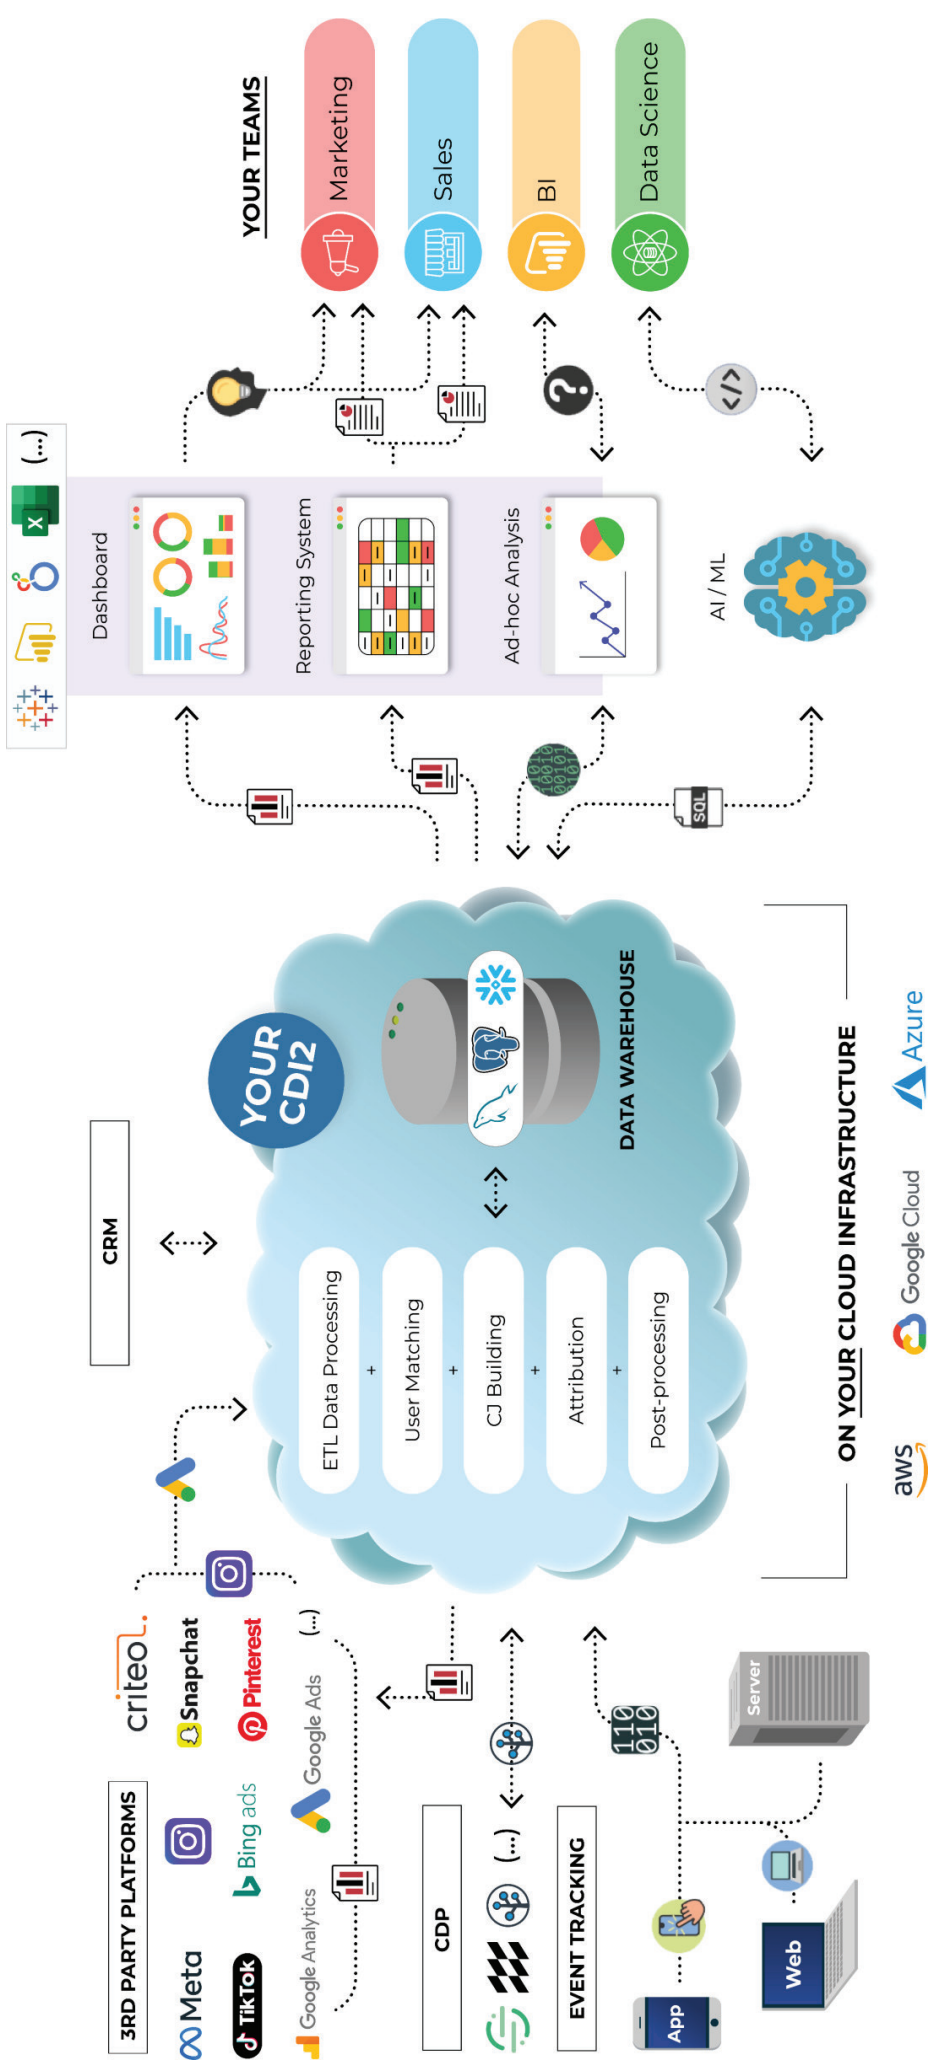 3RD PARTY PLATFORMS
criteo
Meta
Snapchat
TikTok
Bing ads
Pinterest
Google Analytics
Google Ads
(...)
CDP
(...)
EVENT TRACKING
App
Web
Server
110
010
CRM
YOUR
CDI2
ETL Data Processing
+
User Matching
+
CJ Building
+
Attribution
+
Post-processing
DATA WAREHOUSE
ON YOUR CLOUD INFRASTRUCTURE
aws
Google Cloud
Azure
SQL
X
(...)
Dashboard
Reporting System
Ad-hoc Analysis
AI / ML
?
</>
YOUR TEAMS
Marketing
Sales
BI
Data Science